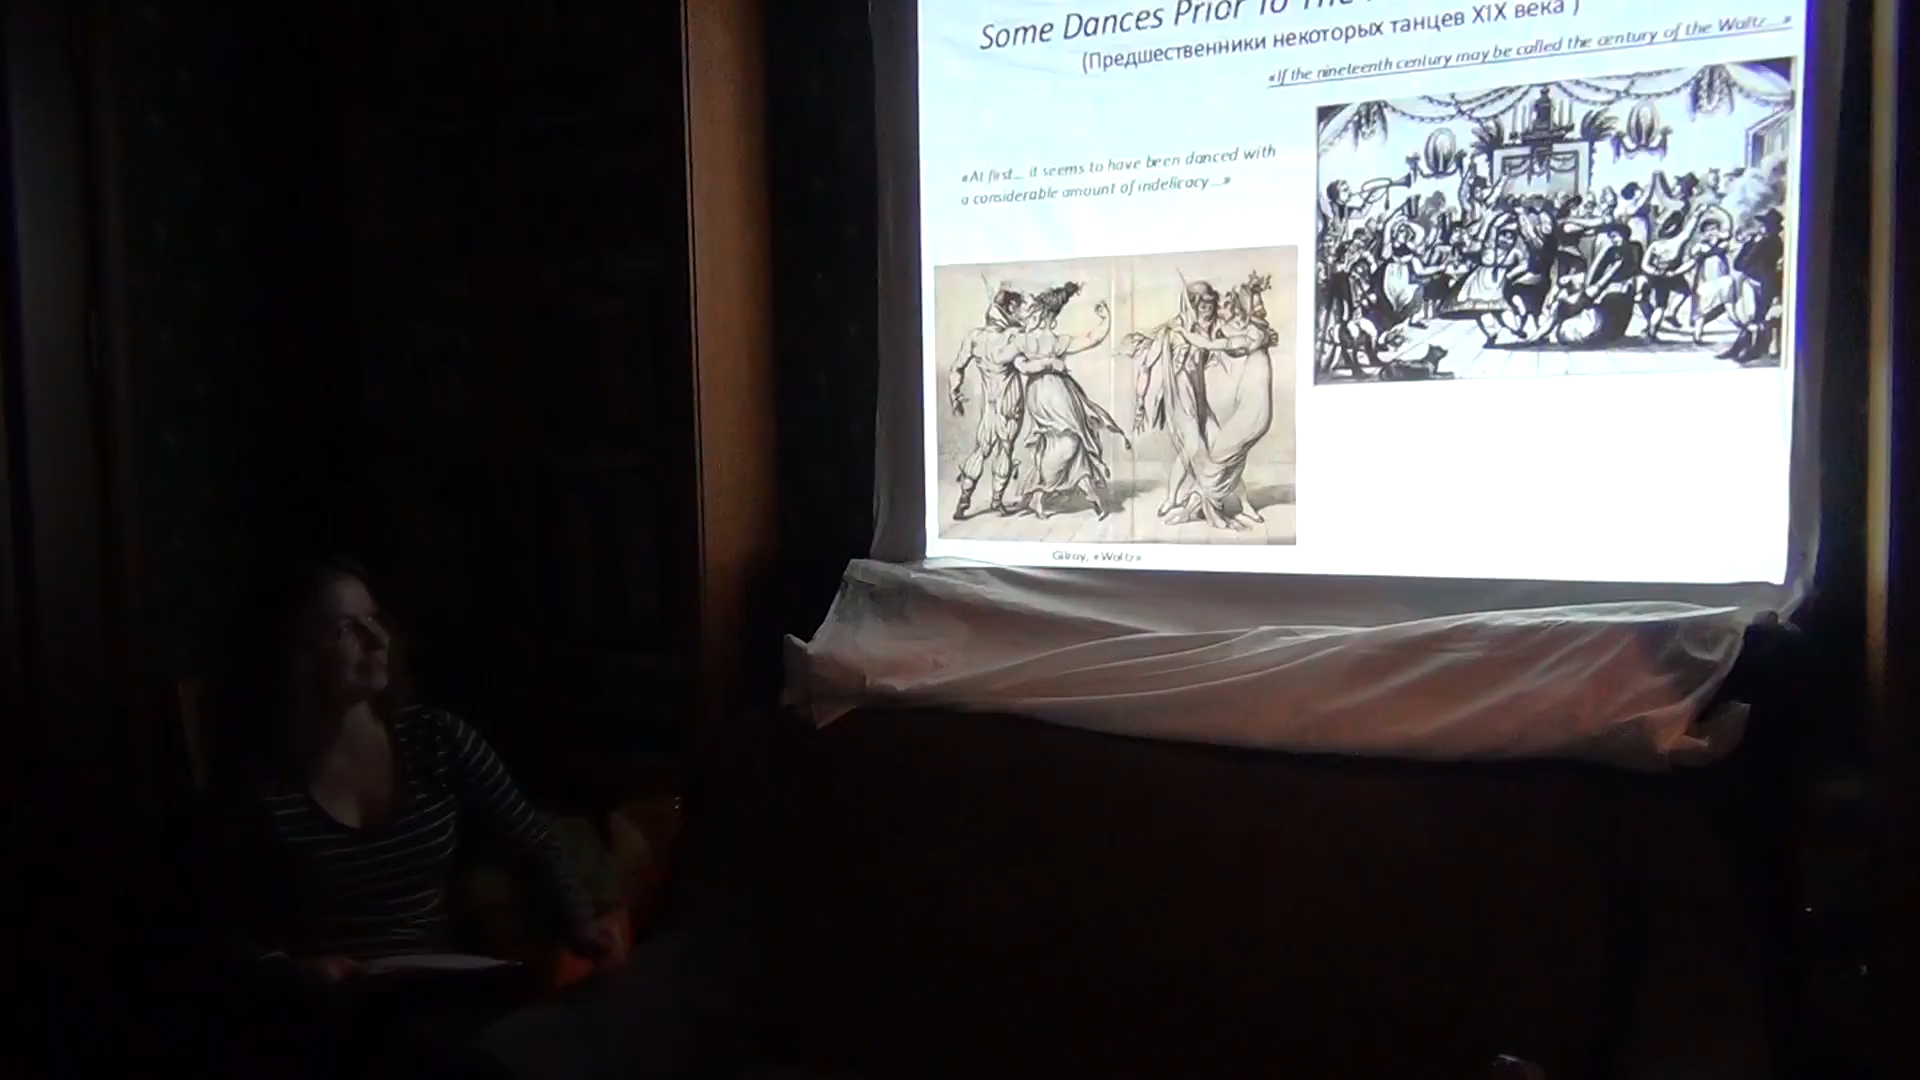 Some Dances Prior To The
(Предшественники некоторых танцев XIX века )
«If the nineteenth century may be called the century of the Waltz...»
«At first... it seems to have been danced with
a considerable amount of indelicacy...»
Gilray, «Waltz»